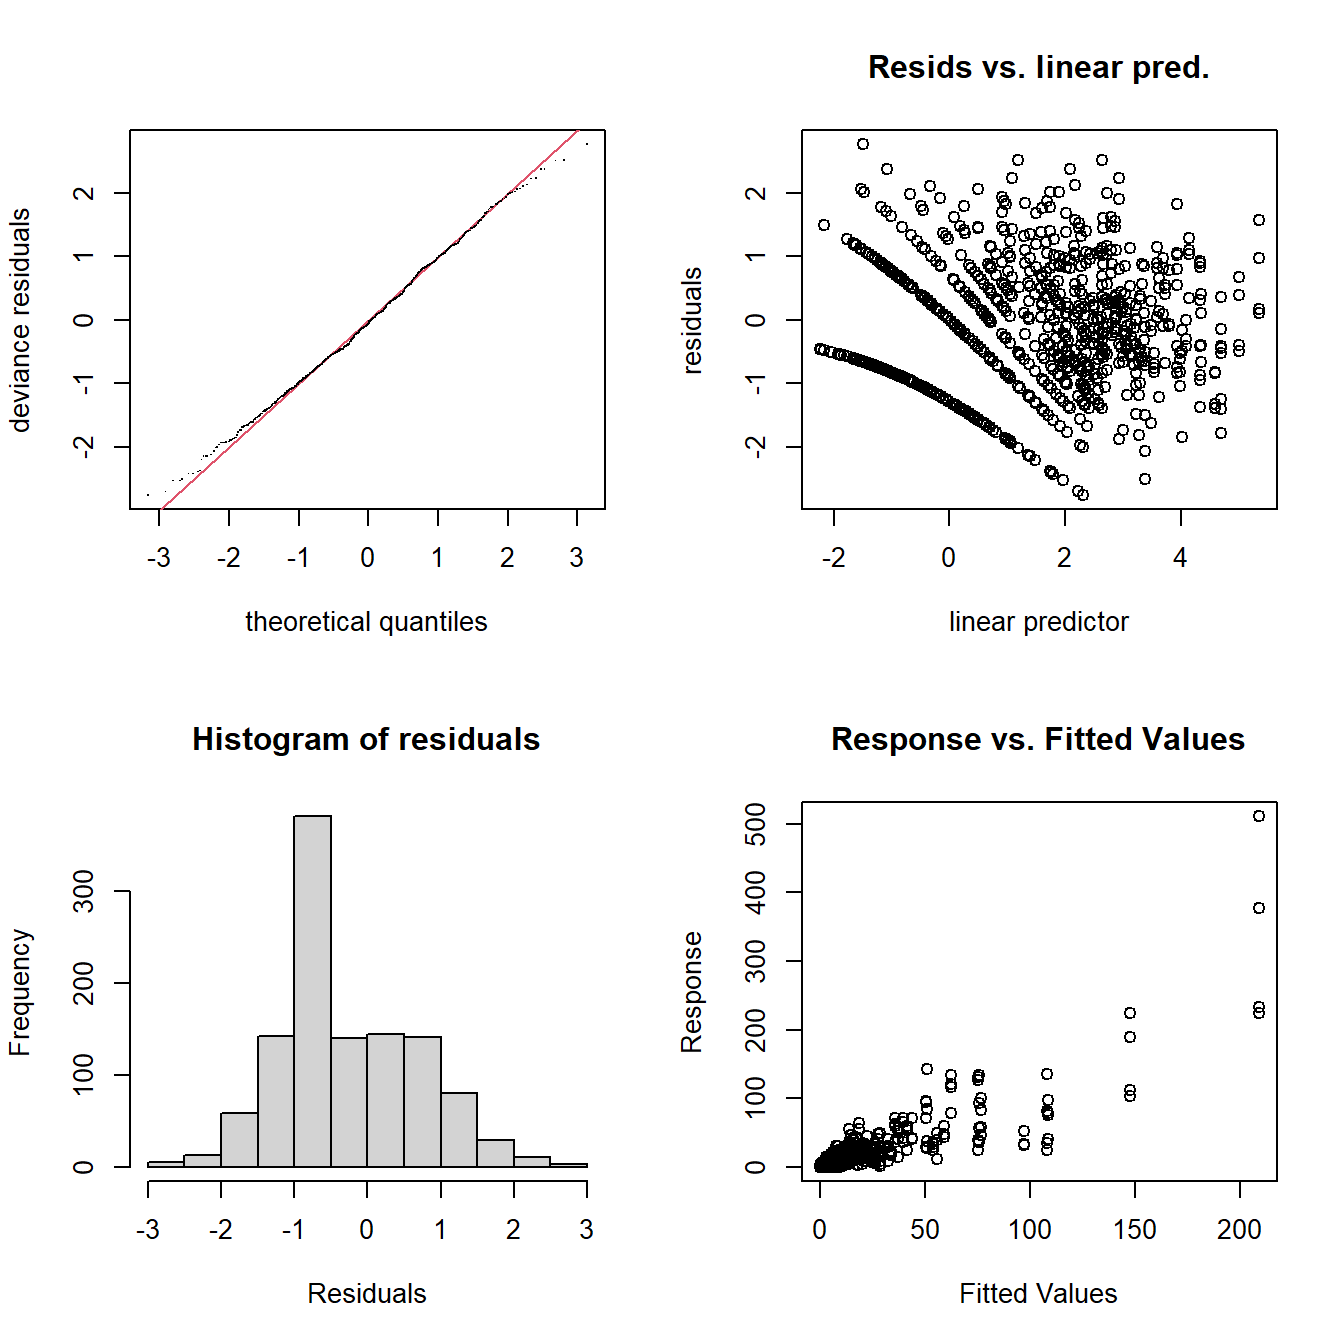 deviance residuals
2
1
0
-1
-2
-3 -2 -1 0 1 2 3
theoretical quantiles
Resids vs. linear pred.
residuals
2
1
0
-1
-2
-2 0 2 4
linear predictor
Histogram of residuals
Frequency
300
200
100
0
-3 -2 -1 0 1 2 3
Residuals
Response vs. Fitted Values
Response
500
400
300
200
100
0
0 50 100 150 200
Fitted Values